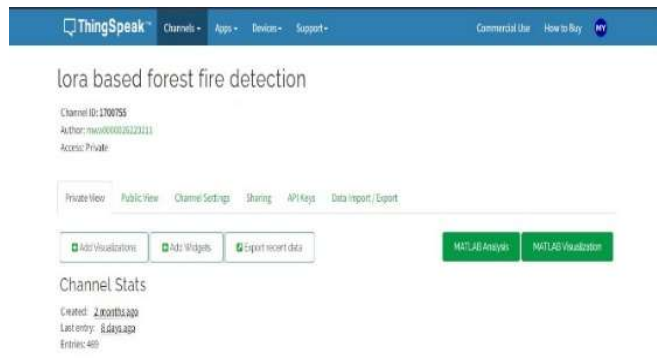 ThingSpeak™ Channels Apps Devices Support Commercial Use How to Buy MY
lora based forest fire detection
Channel ID: 1700755
Author:
Access: Private
Private View Public View Channel Settings Sharing API Keys Data Import / Export
Add Visualizations Add Widgets Export recent data MATLAB Analysis MATLAB Visualization
Channel Stats
Created: 2 months ago
Last entry: 6 days ago
Entries: 469